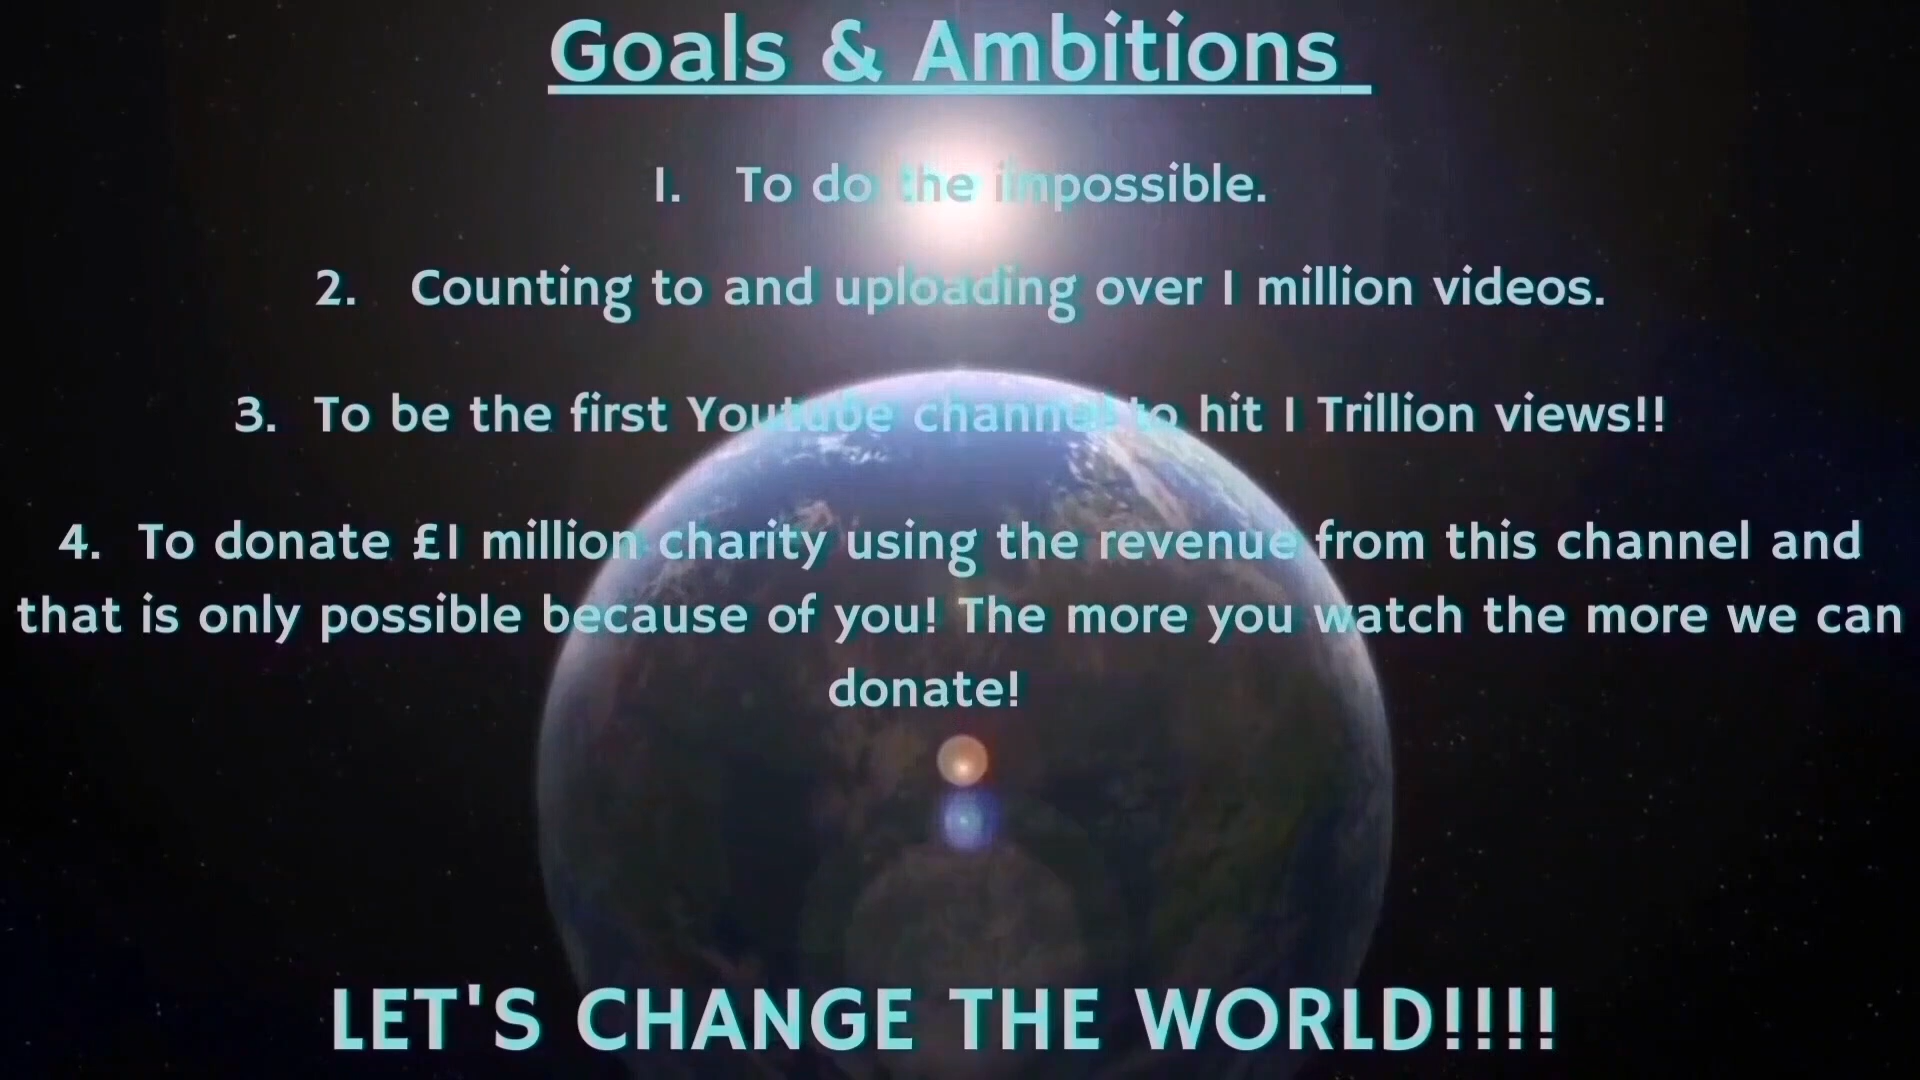 Goals & Ambitions
1. To do the impossible.
2. Counting to and uploading over 1 million videos.
3. To be the first Youtube channel to hit 1 Trillion views!!
4. To donate £1 million charity using the revenue from this channel and
that is only possible because of you! The more you watch the more we can
donate!
LET'S CHANGE THE WORLD!!!!